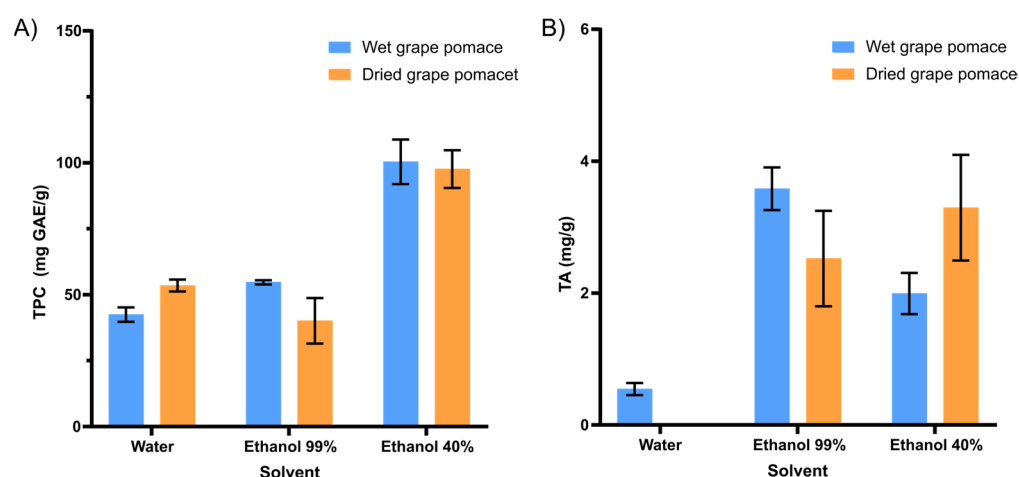 A)
150
100
50
0
TPC (mg GAE/g)
Wet grape pomace
Dried grape pomacet
Water
Ethanol 99%
Ethanol 40%
Solvent
B)
6
4
2
0
TA (mg/g)
Wet grape pomace
Dried grape pomace
Water
Ethanol 99%
Ethanol 40%
Solvent